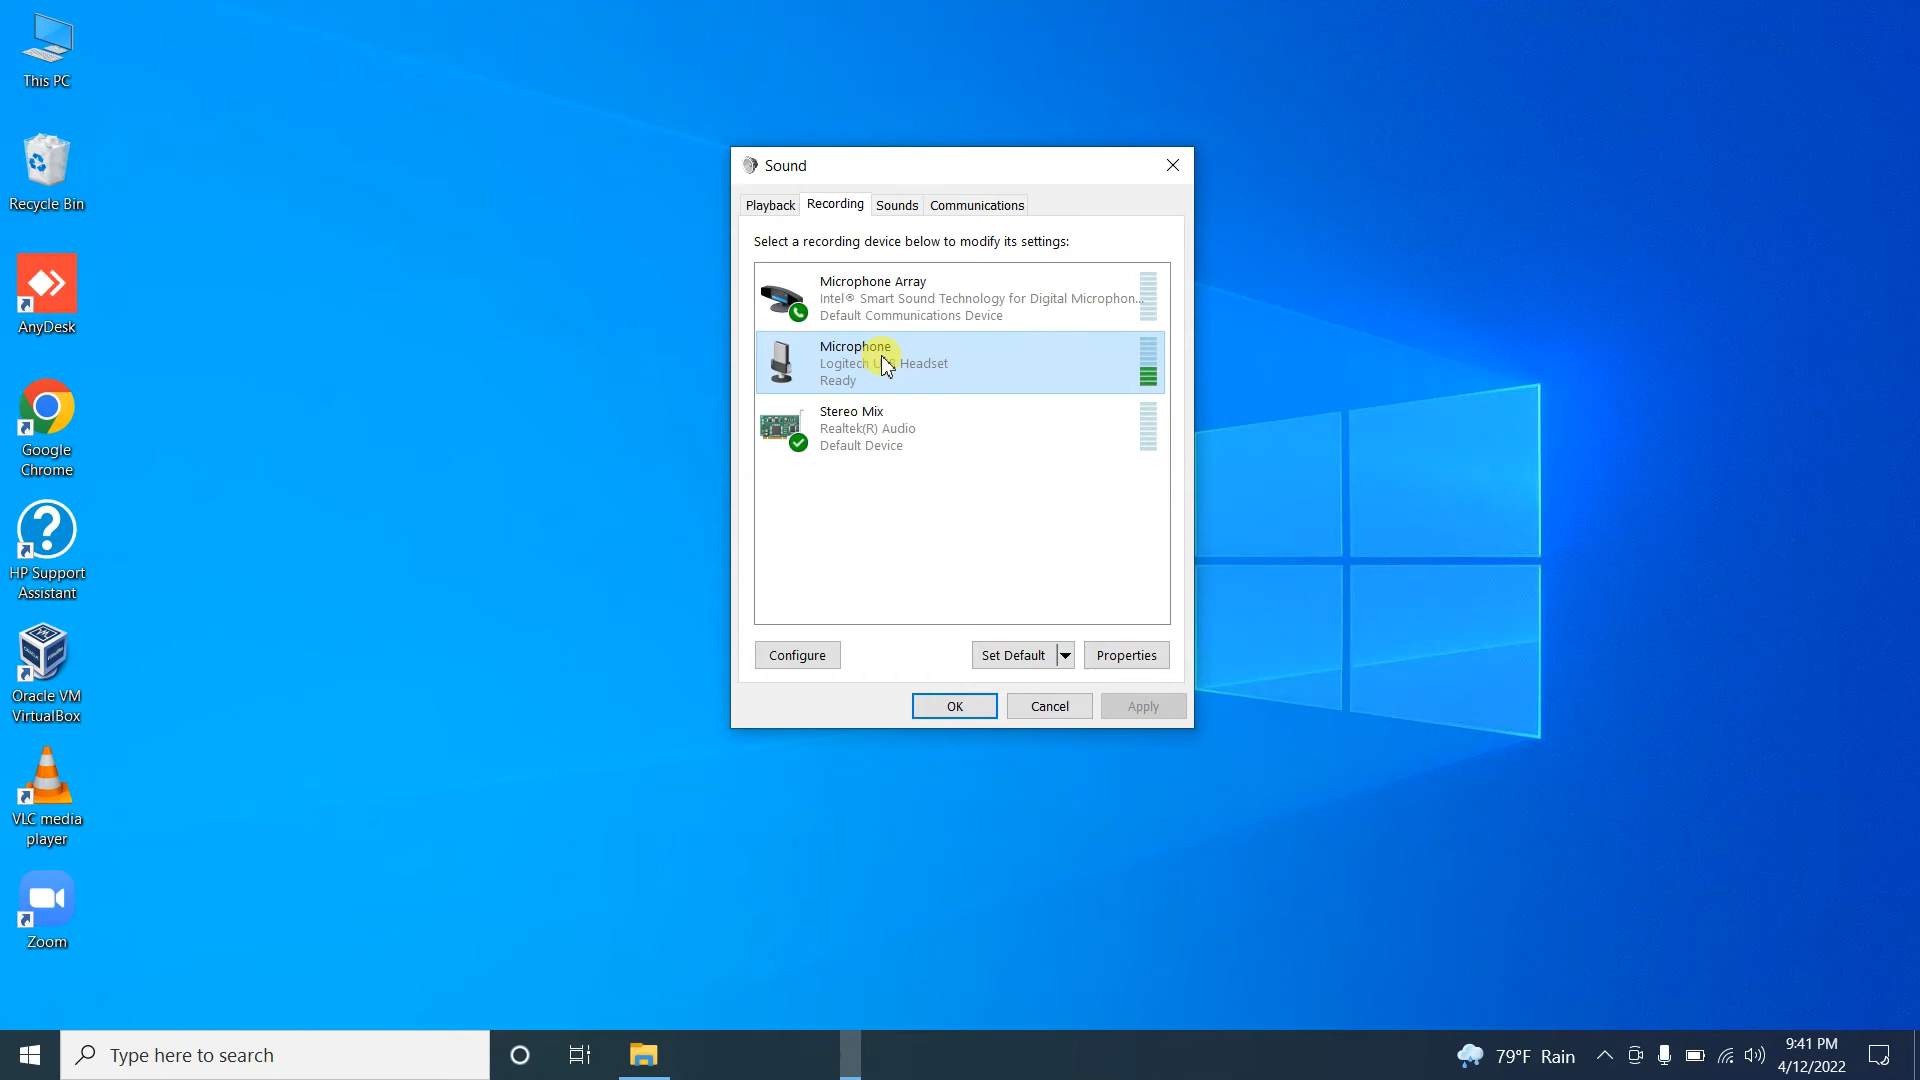 This PC
Recycle Bin
AnyDesk
Google
Chrome
HP Support
Assistant
Oracle VM
VirtualBox
VLC media
player
Zoom
Sound
Playback
Recording
Sounds
Communications
Select a recording device below to modify its settings:
Microphone Array
Intel® Smart Sound Technology for Digital Microphon...
Default Communications Device
Microphone
Logitech USB Headset
Ready
Stereo Mix
Realtek(R) Audio
Default Device
Configure
Set Default
Properties
OK
Cancel
Apply
Type here to search
79°F Rain
9:41 PM
4/12/2022